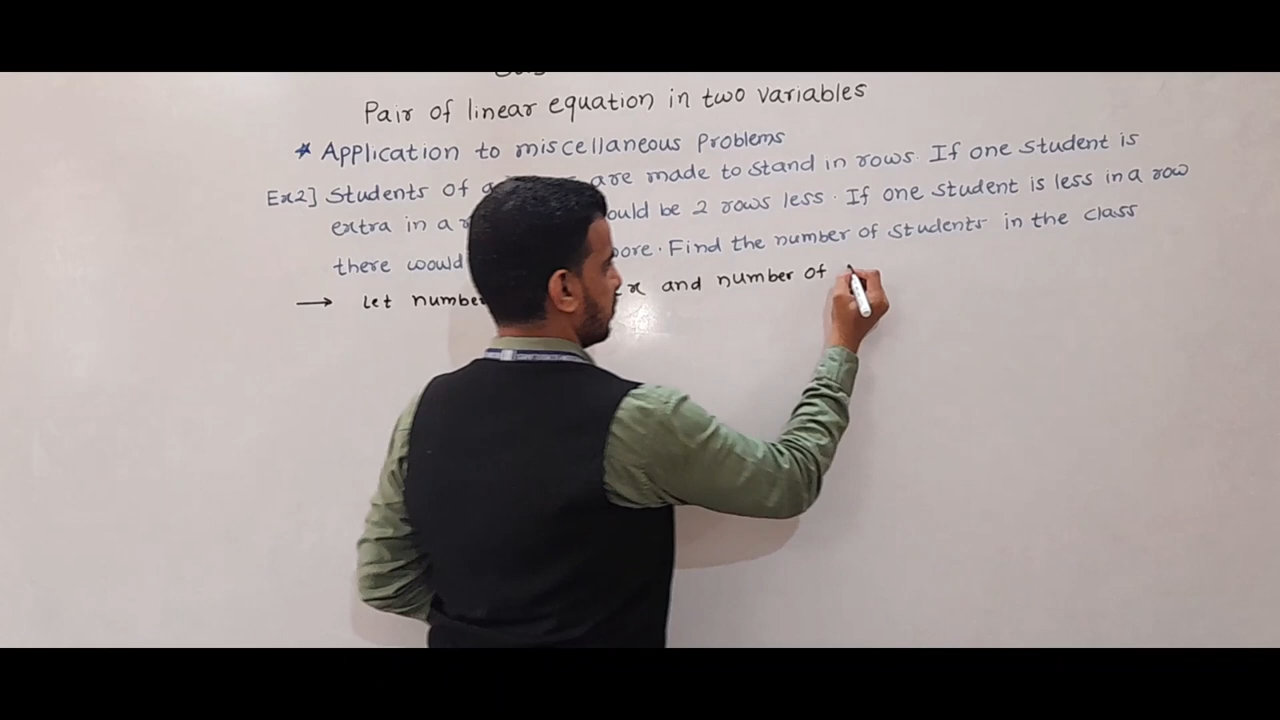 Pair of linear equation in two variables
* Application to miscellaneous Problems
Ex2] Students of a are made to stand in rows. If one student is
extra in a ould be 2 rows less. If one student is less in a row
there would more. Find the number of students in the class
→ Let number x and number of